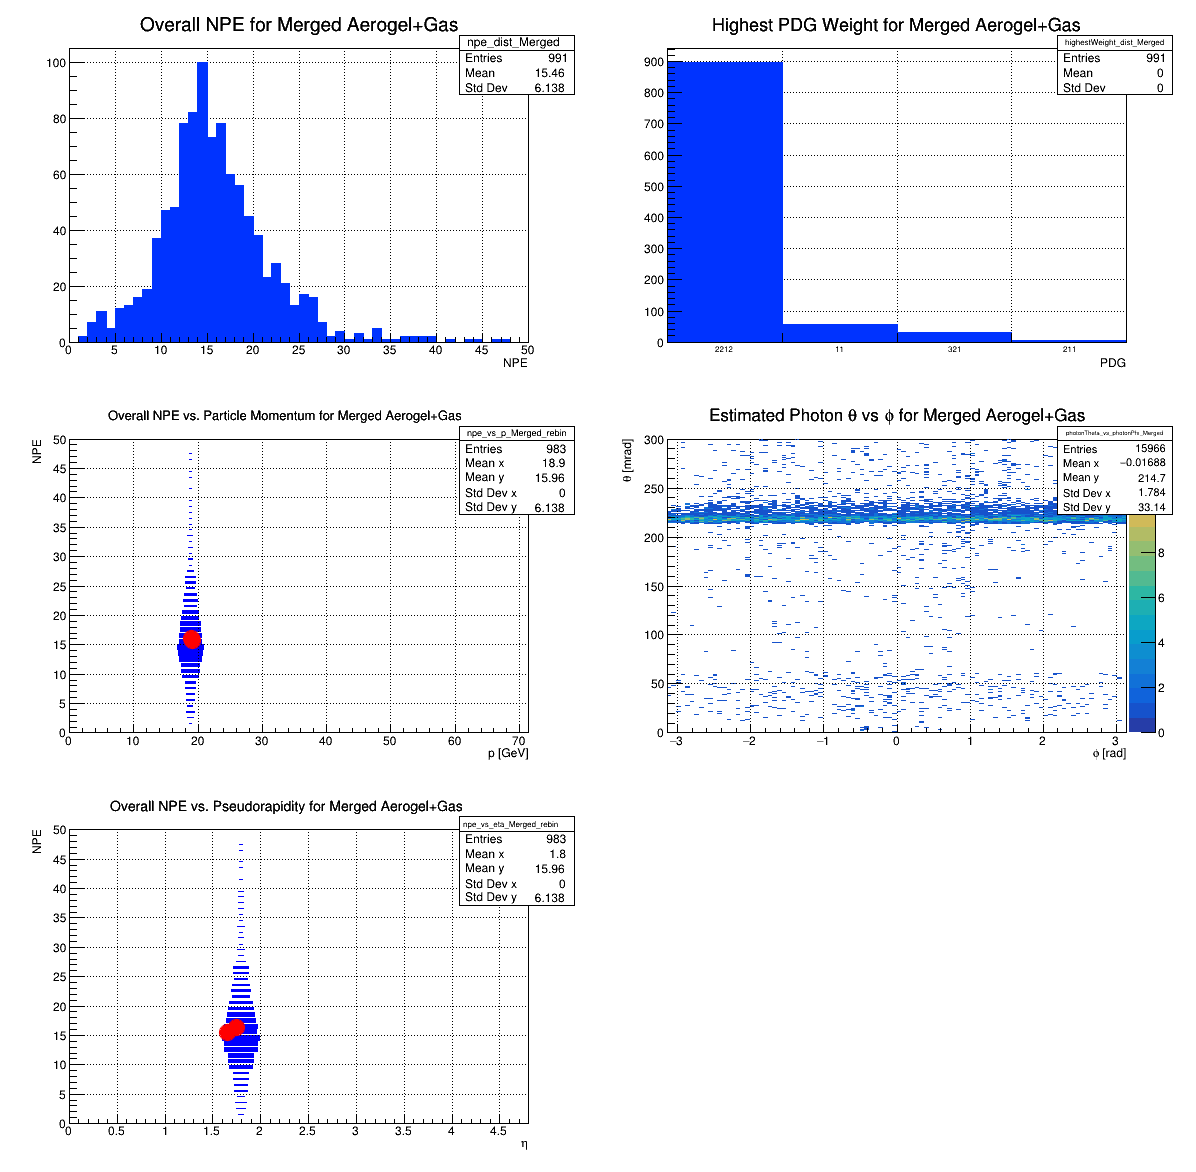 Overall NPE for Merged Aerogel+Gas
npe_dist_Merged
Entries 991
Mean 15.46
Std Dev 6.138
100
80
60
40
20
0
0 5 10 15 20 25 30 35 40 45 50
NPE
Highest PDG Weight for Merged Aerogel+Gas
highestWeight_dist_Merged
Entries 991
Mean 0
Std Dev 0
900
800
700
600
500
400
300
200
100
0
2212 11 321 211
PDG
Overall NPE vs. Particle Momentum for Merged Aerogel+Gas
npe_vs_p_Merged_rebin
Entries 983
Mean x 18.9
Mean y 15.96
Std Dev x 0
Std Dev y 6.138
NPE
50
45
40
35
30
25
20
15
10
5
0
0 10 20 30 40 50 60 70
p [GeV]
Estimated Photon θ vs ϕ for Merged Aerogel+Gas
photonTheta_vs_photonPhi_Merged
Entries 15966
Mean x −0.01688
Mean y 214.7
Std Dev x 1.784
Std Dev y 33.14
θ [mrad]
300
250
200
150
100
50
0
−3 −2 −1 0 1 2 3
ϕ [rad]
8
6
4
2
0
Overall NPE vs. Pseudorapidity for Merged Aerogel+Gas
npe_vs_eta_Merged_rebin
Entries 983
Mean x 1.8
Mean y 15.96
Std Dev x 0
Std Dev y 6.138
NPE
50
45
40
35
30
25
20
15
10
5
0
0 0.5 1 1.5 2 2.5 3 3.5 4 4.5
η